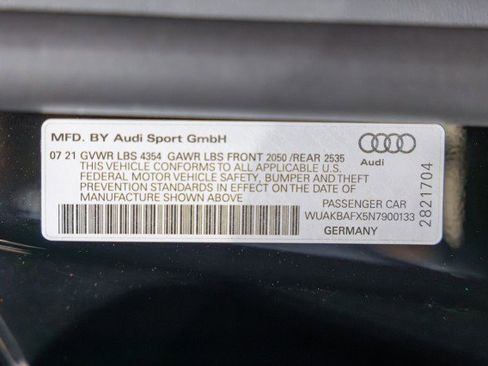 MFD. BY Audi Sport GmbH
07 21 GVWR LBS 4354 GAWR LBS FRONT 2050 /REAR 2535
THIS VEHICLE CONFORMS TO ALL APPLICABLE U.S.
FEDERAL MOTOR VEHICLE SAFETY, BUMPER AND THEFT
PREVENTION STANDARDS IN EFFECT ON THE DATE OF
MANUFACTURE SHOWN ABOVE
Audi
PASSENGER CAR
WUAKBAFX5N7900133
GERMANY
2821704